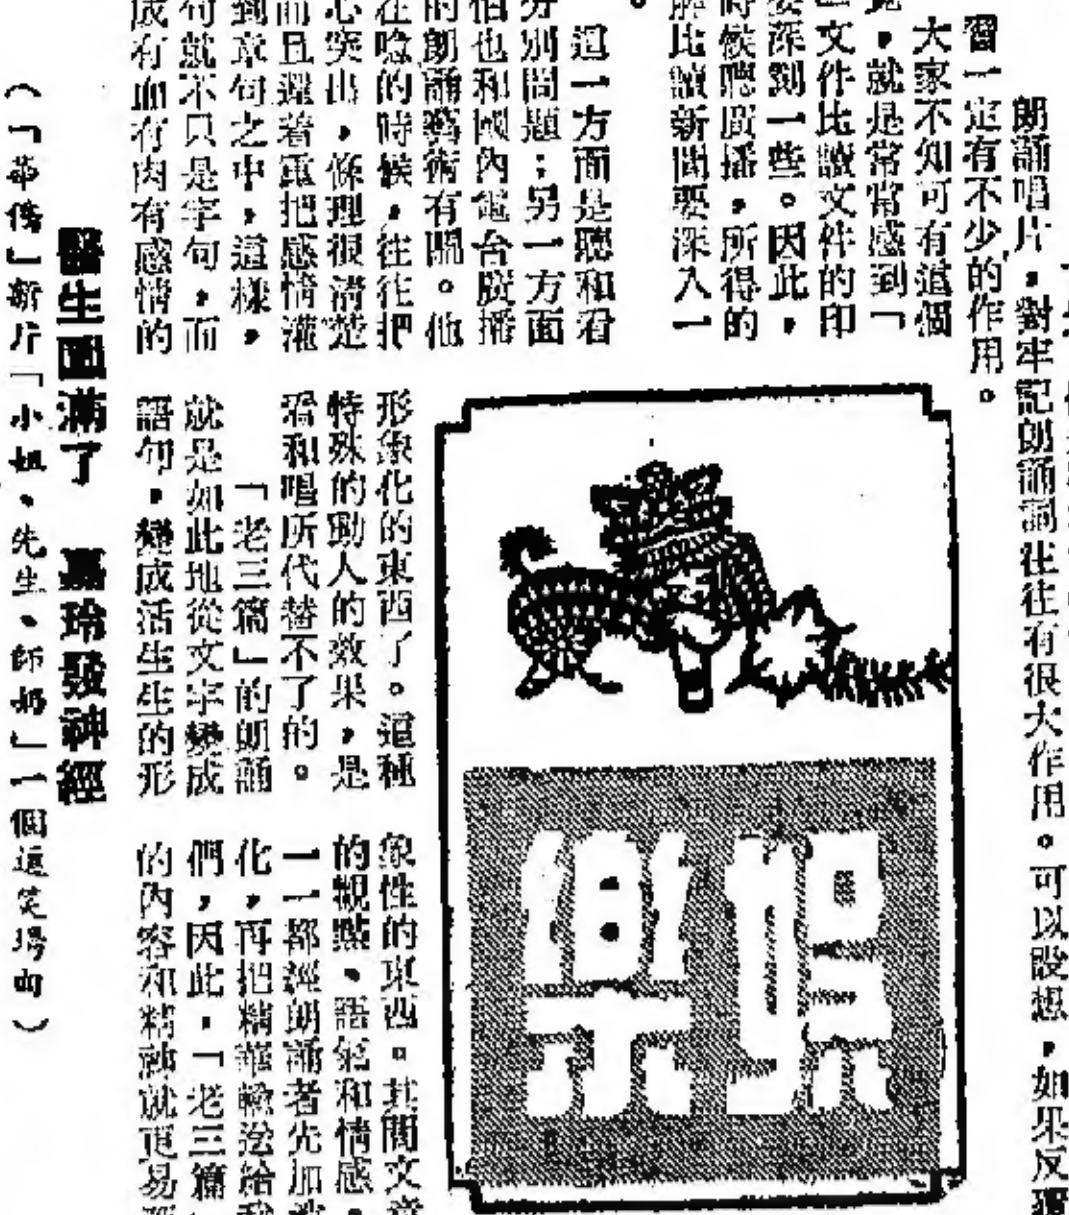 朗誦唱片,對牢記朗誦詞往往有很大作用。可以設想,如果反
習一定有不少的作用。
大家不知可有這個
,就是常常感到「
文件比讀文件的印
深刻一些。因此,
時候聽廣播,所得的
比讀新聞要深入一
。
這一方面是聽和看
分別問題;另一方面
怕也和國內電台廣播
的朗誦藝術有關。他
在唸的時候,往往把
心突出,條理很清楚
而且還着重把感情灌
到章句之中,這樣,
句就不只是字句,而
成有血有肉有感情的
娛樂
形象化的東西了。這種
特殊的動人的效果,是
看和唱所代替不了的。
「老三篇」的朗誦
就是如此地從文字變成
語句,變成活生生的形
象性的東西。其間文章
的觀點、語氣和情感,
一一都經朗誦者先加
化,再把精華輸送給我
們,因此,「老三篇
的內容和精神就更易
醫生面滿了 嘉玲發神經
(「華僑」新片「小姐、先生、師奶」一個逗笑場面)